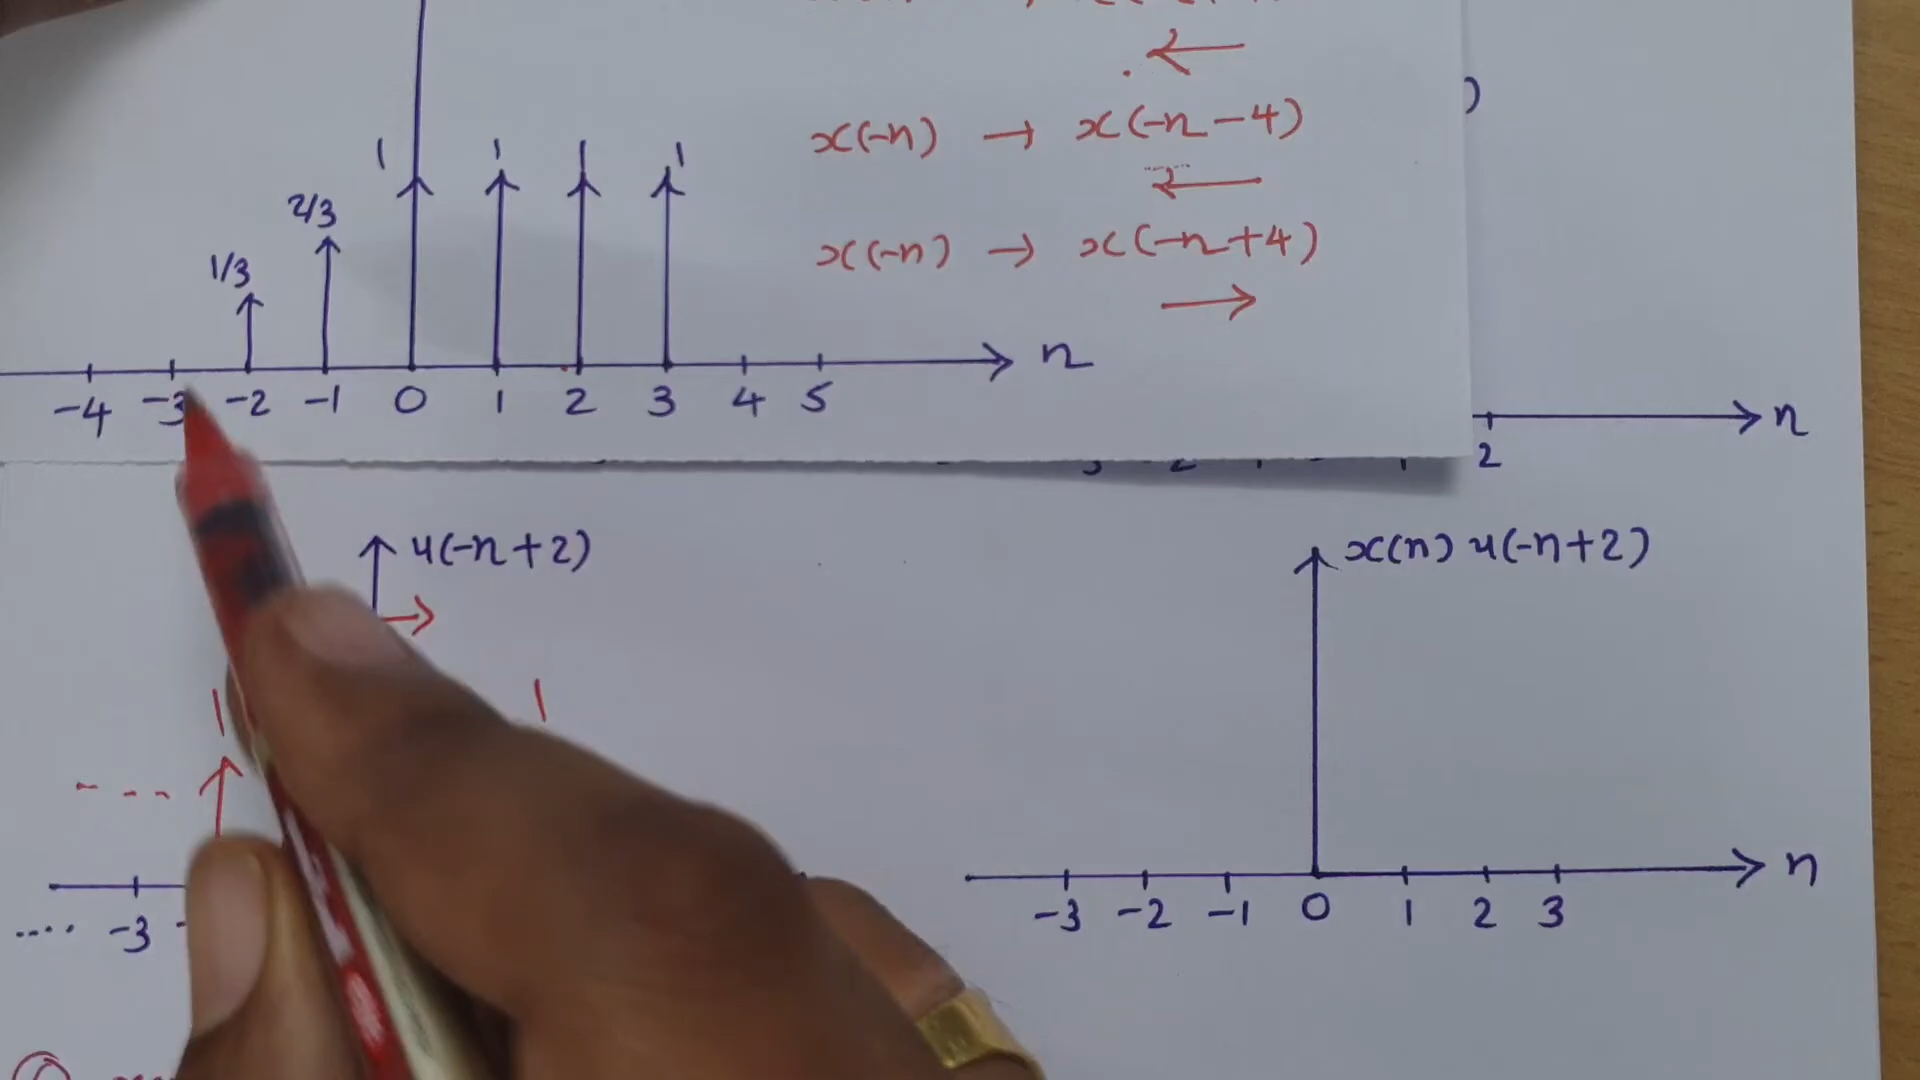 x(-n) → x(-n-4)
←
x(-n) → x(-n+4)
→
1 1 1 1
2/3
1/3
n
-4 -3 -2 -1 0 1 2 3 4 5
n
2
u(-n+2)
x(n) u(-n+2)
1 1
n
.... -3
-3 -2 -1 0 1 2 3